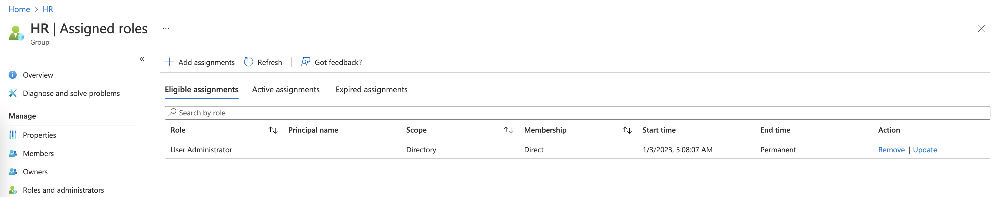 Home > HR
HR | Assigned roles ...
Group
«
Overview
Diagnose and solve problems
Manage
Properties
Members
Owners
Roles and administrators
+ Add assignments Refresh | Got feedback?
Eligible assignments Active assignments Expired assignments
Search by role
Role ↑↓ Principal name Scope ↑↓ Membership ↑↓ Start time End time Action
User Administrator Directory Direct 1/3/2023, 5:08:07 AM Permanent Remove | Update